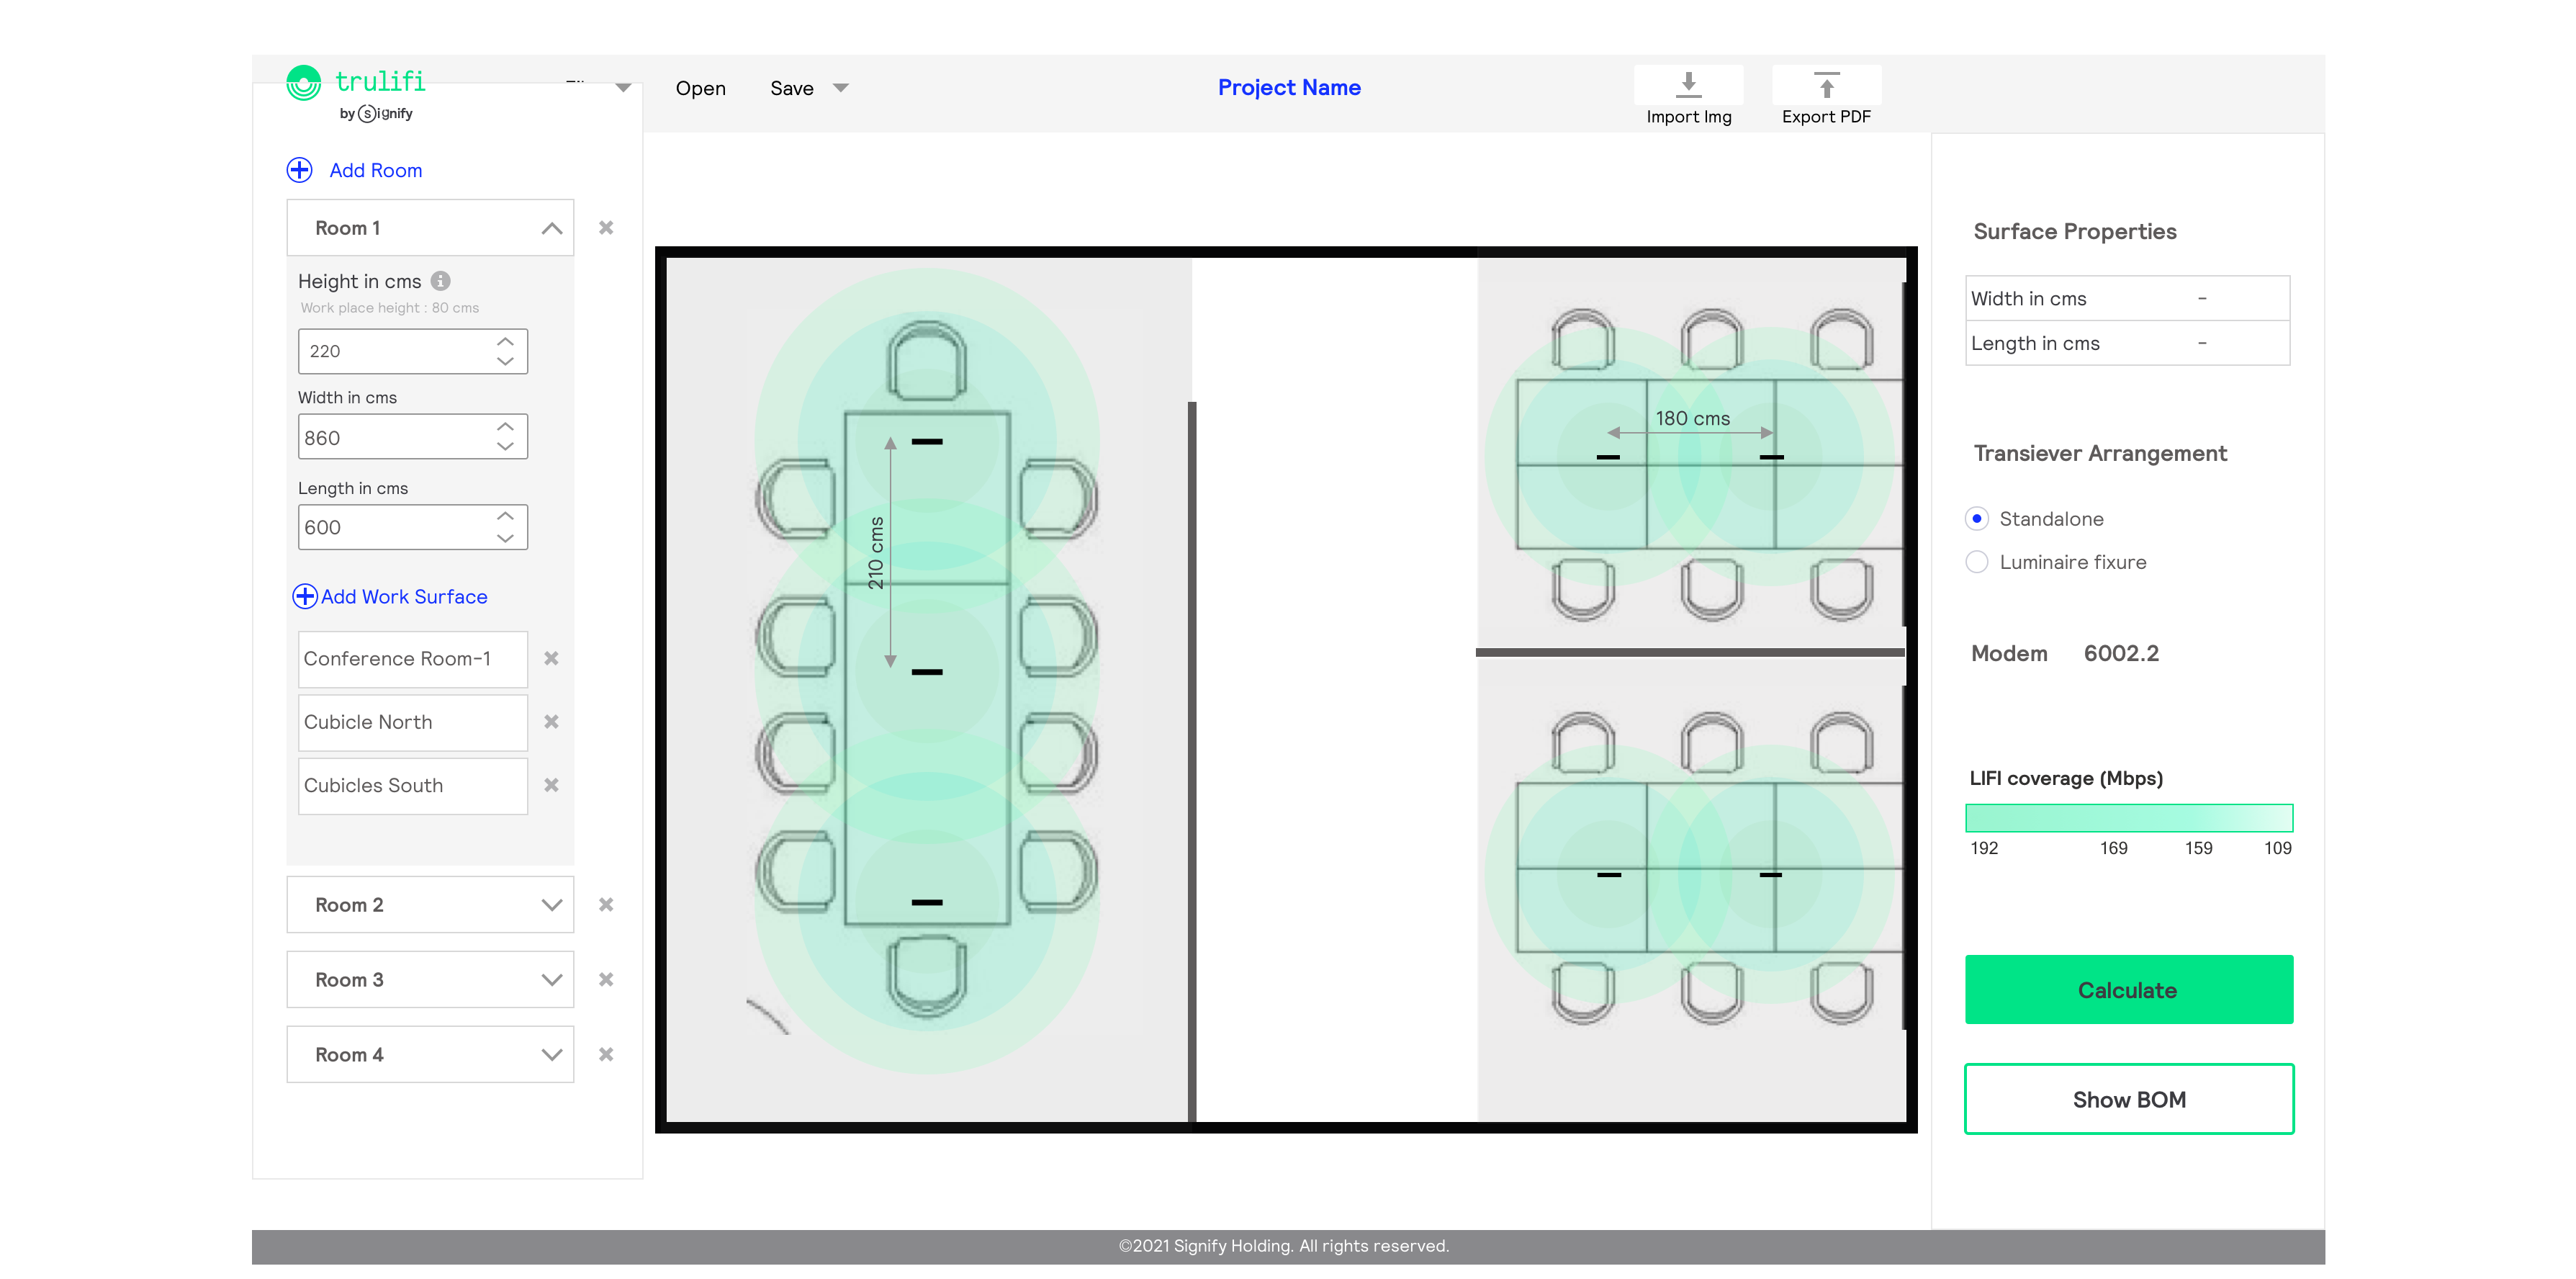 trulifi
by Signify
Open
Save
Project Name
Import Img
Export PDF
Add Room
Room 1
Height in cms
Work place height : 80 cms
220
Width in cms
860
Length in cms
600
Add Work Surface
Conference Room-1
Cubicle North
Cubicles South
Room 2
Room 3
Room 4
210 cms
180 cms
Surface Properties
Width in cms -
Length in cms -
Transiever Arrangement
Standalone
Luminaire fixure
Modem 6002.2
LIFI coverage (Mbps)
192 169 159 109
Calculate
Show BOM
©2021 Signify Holding. All rights reserved.